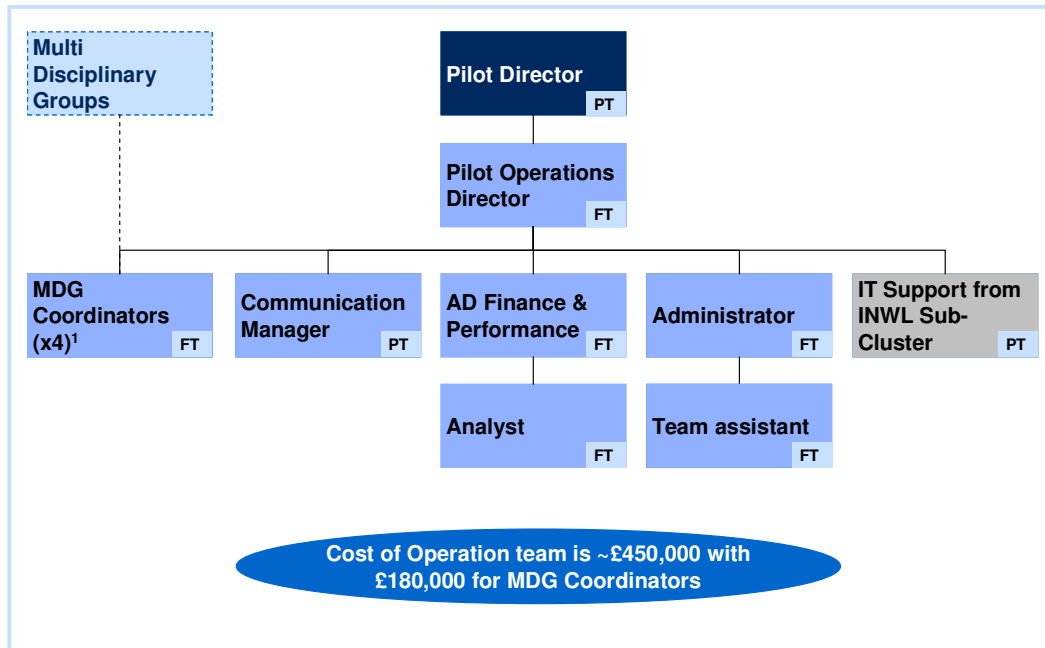 Multi
Disciplinary
Groups
Pilot Director
PT
Pilot Operations
Director
FT
MDG
Coordinators
(x4)¹
FT
Communication
Manager
PT
AD Finance &
Performance
FT
Administrator
FT
IT Support from
INWL Sub-
Cluster
PT
Analyst
FT
Team assistant
FT
Cost of Operation team is ~£450,000 with
£180,000 for MDG Coordinators